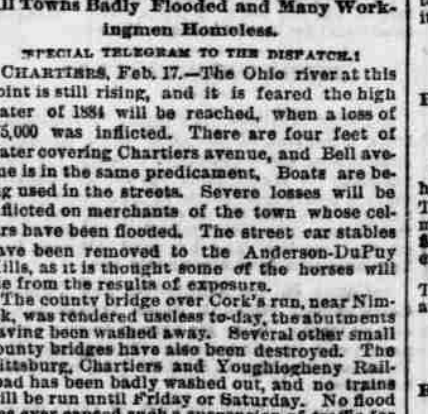 ll Towns Badly Flooded and Many Work-
ingmen Homeless.
SPECIAL TELEGRAM TO THE DISPATCH.1
CHARTIERS, Feb. 17.—The Ohio river at this
oint is still rising, and it is feared the high
ater of 1884 will be reached, when a loss of
5,000 was inflicted. There are four feet of
ater covering Chartiers avenue, and Bell ave-
ue is in the same predicament. Boats are be-
g used in the streets. Severe losses will be
flicted on merchants of the town whose cel-
rs have been flooded. The street car stables
ave been removed to the Anderson-DuPuy
ills, as it is thought some of the horses will
e from the results of exposure.
The county bridge over Cork's run, near Nim-
k, was rendered useless to-day, the abutments
aving been washed away. Several other small
ounty bridges have also been destroyed. The
ittsburg, Chartiers and Youghiogheny Rail-
oad has been badly washed out, and no trains
ill be run until Friday or Saturday. No flood